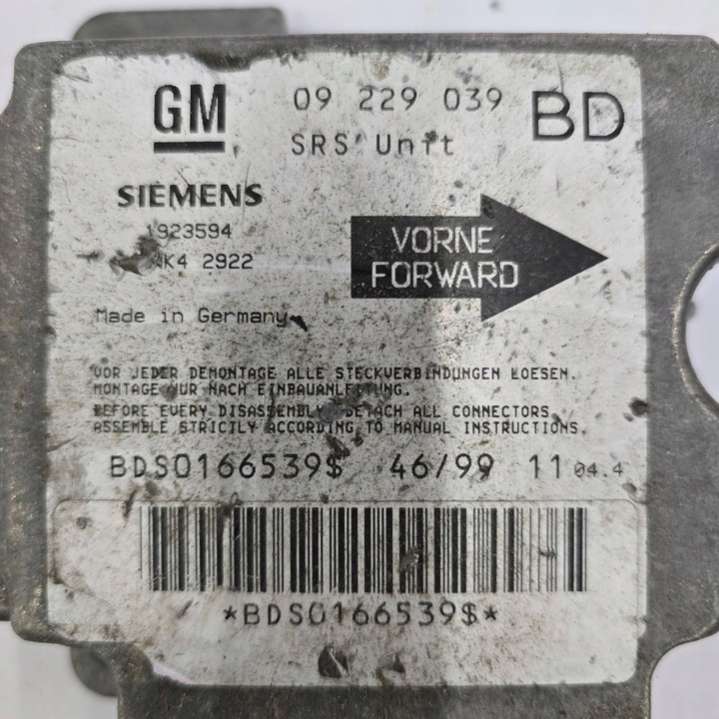 GM 09 229 039 BD
SRS Unit
SIEMENS
1923594
VORNE
FORWARD
2922
Made in Germany
VOR JEDER DEMONTAGE ALLE STECKVERBINDUNGEN LOESEN.
MONTAGE NUR NACH EINBAUANLEITUNG.
BEFORE EVERY DISASSEMBLY DETACH ALL CONNECTORS
ASSEMBLE STRICTLY ACCORDING TO MANUAL INSTRUCTIONS.
BDS0166539$ 46/99 11 04.4
*BDS0166539$*